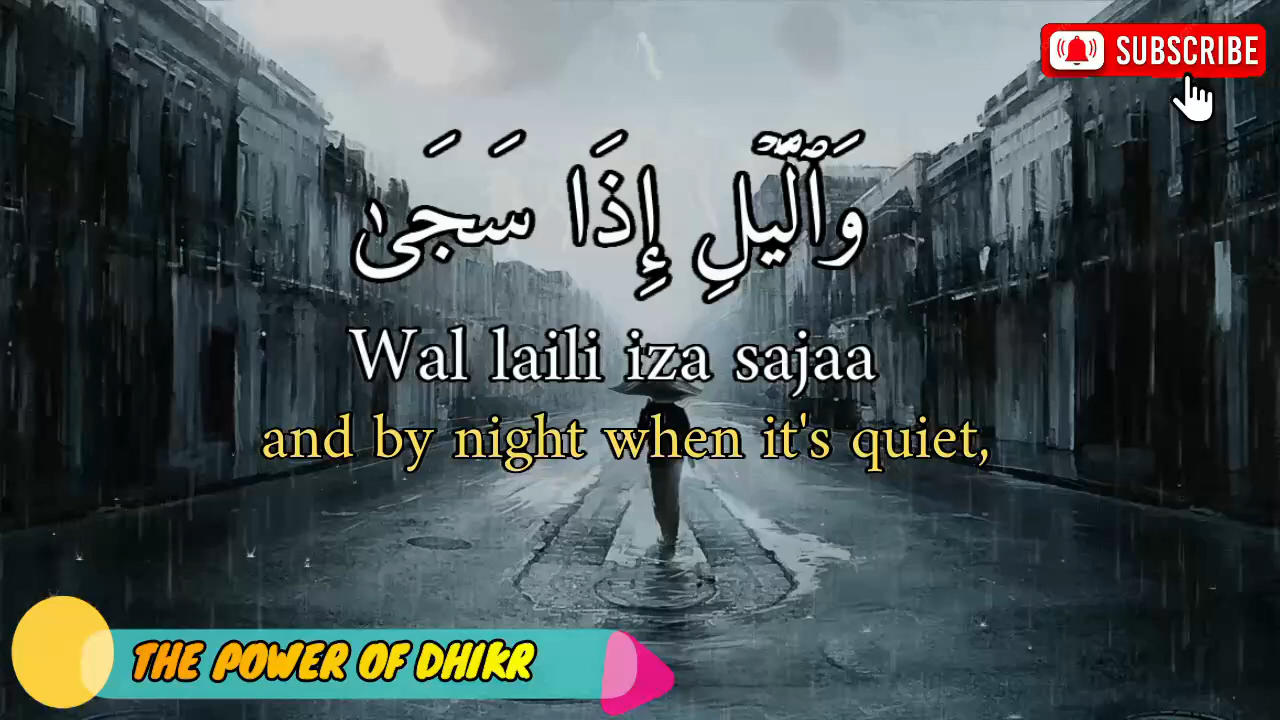 SUBSCRIBE
وَٱلَّيْلِ إِذَا سَجَىٰ
Wal laili iza sajaa
and by night when it's quiet,
THE POWER OF DHIKR